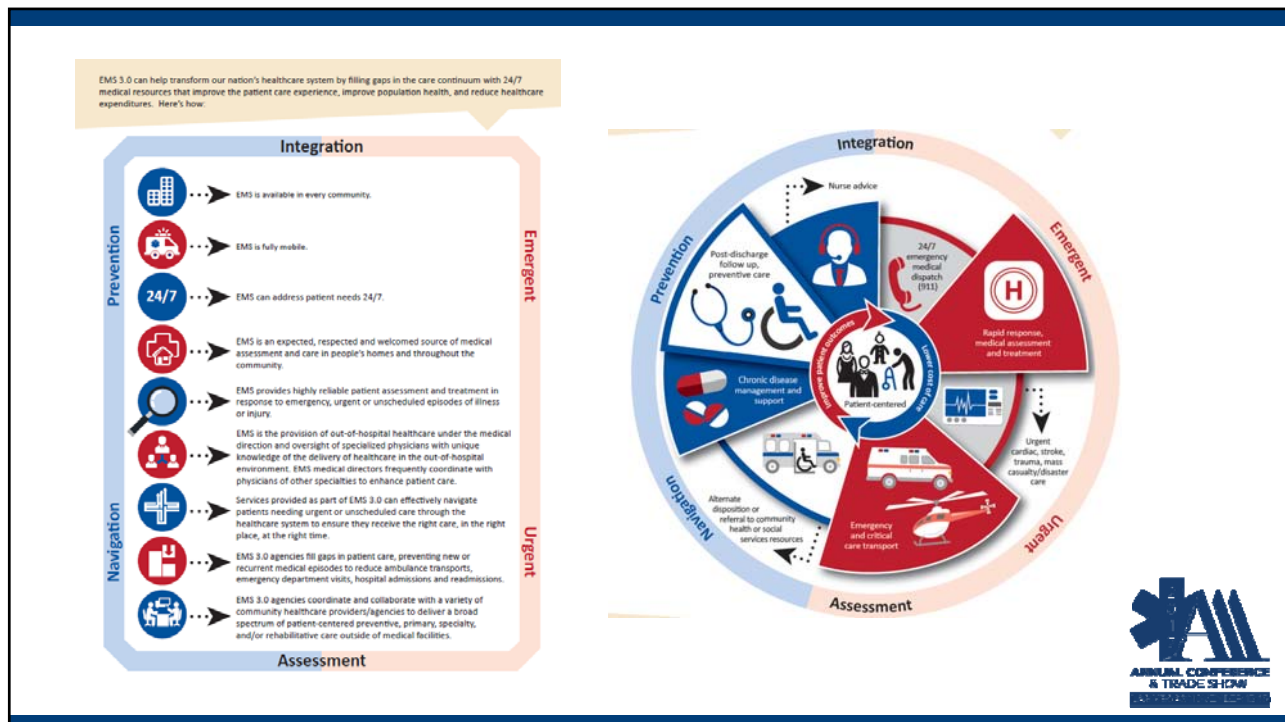 EMS 3.0 can help transform our nation's healthcare system by filling gaps in the care continuum with 24/7
medical resources that improve the patient care experience, improve population health, and reduce healthcare
expenditures. Here's how:
Integration
Prevention
Emergent
Navigation
Urgent
EMS is available in every community.
EMS is fully mobile.
24/7
EMS can address patient needs 24/7.
EMS is an expected, respected and welcomed source of medical
assessment and care in people's homes and throughout the
community.
EMS provides highly reliable patient assessment and treatment in
response to emergency, urgent or unscheduled episodes of illness
or injury.
EMS is the provision of out-of-hospital healthcare under the medical
direction and oversight of specialized physicians with unique
knowledge of the delivery of healthcare in the out-of-hospital
environment. EMS medical directors frequently coordinate with
physicians of other specialties to enhance patient care.
Services provided as part of EMS 3.0 can effectively navigate
patients needing urgent or unscheduled care through the
healthcare system to ensure they receive the right care, in the right
place, at the right time.
EMS 3.0 agencies fill gaps in patient care, preventing new or
recurrent medical episodes to reduce ambulance transports,
emergency department visits, hospital admissions and readmissions.
EMS 3.0 agencies coordinate and collaborate with a variety of
community healthcare providers/agencies to deliver a broad
spectrum of patient-centered preventive, primary, specialty,
and/or rehabilitative care outside of medical facilities.
Assessment
Integration
Prevention
Emergent
Navigation
Urgent
Assessment
Nurse advice
Post-discharge
follow up,
preventive care
24/7
emergency
medical
dispatch
(911)
H
Rapid response,
medical assessment
and treatment
Improve patient outcomes
Lower cost of care
Patient-centered
Chronic disease
management and
support
Urgent
cardiac, stroke,
trauma, mass
casualty/disaster
care
Alternate
disposition or
referral to community
health or social
services resources
Emergency
and critical
care transport
ANNUAL CONFERENCE
& TRADE SHOW